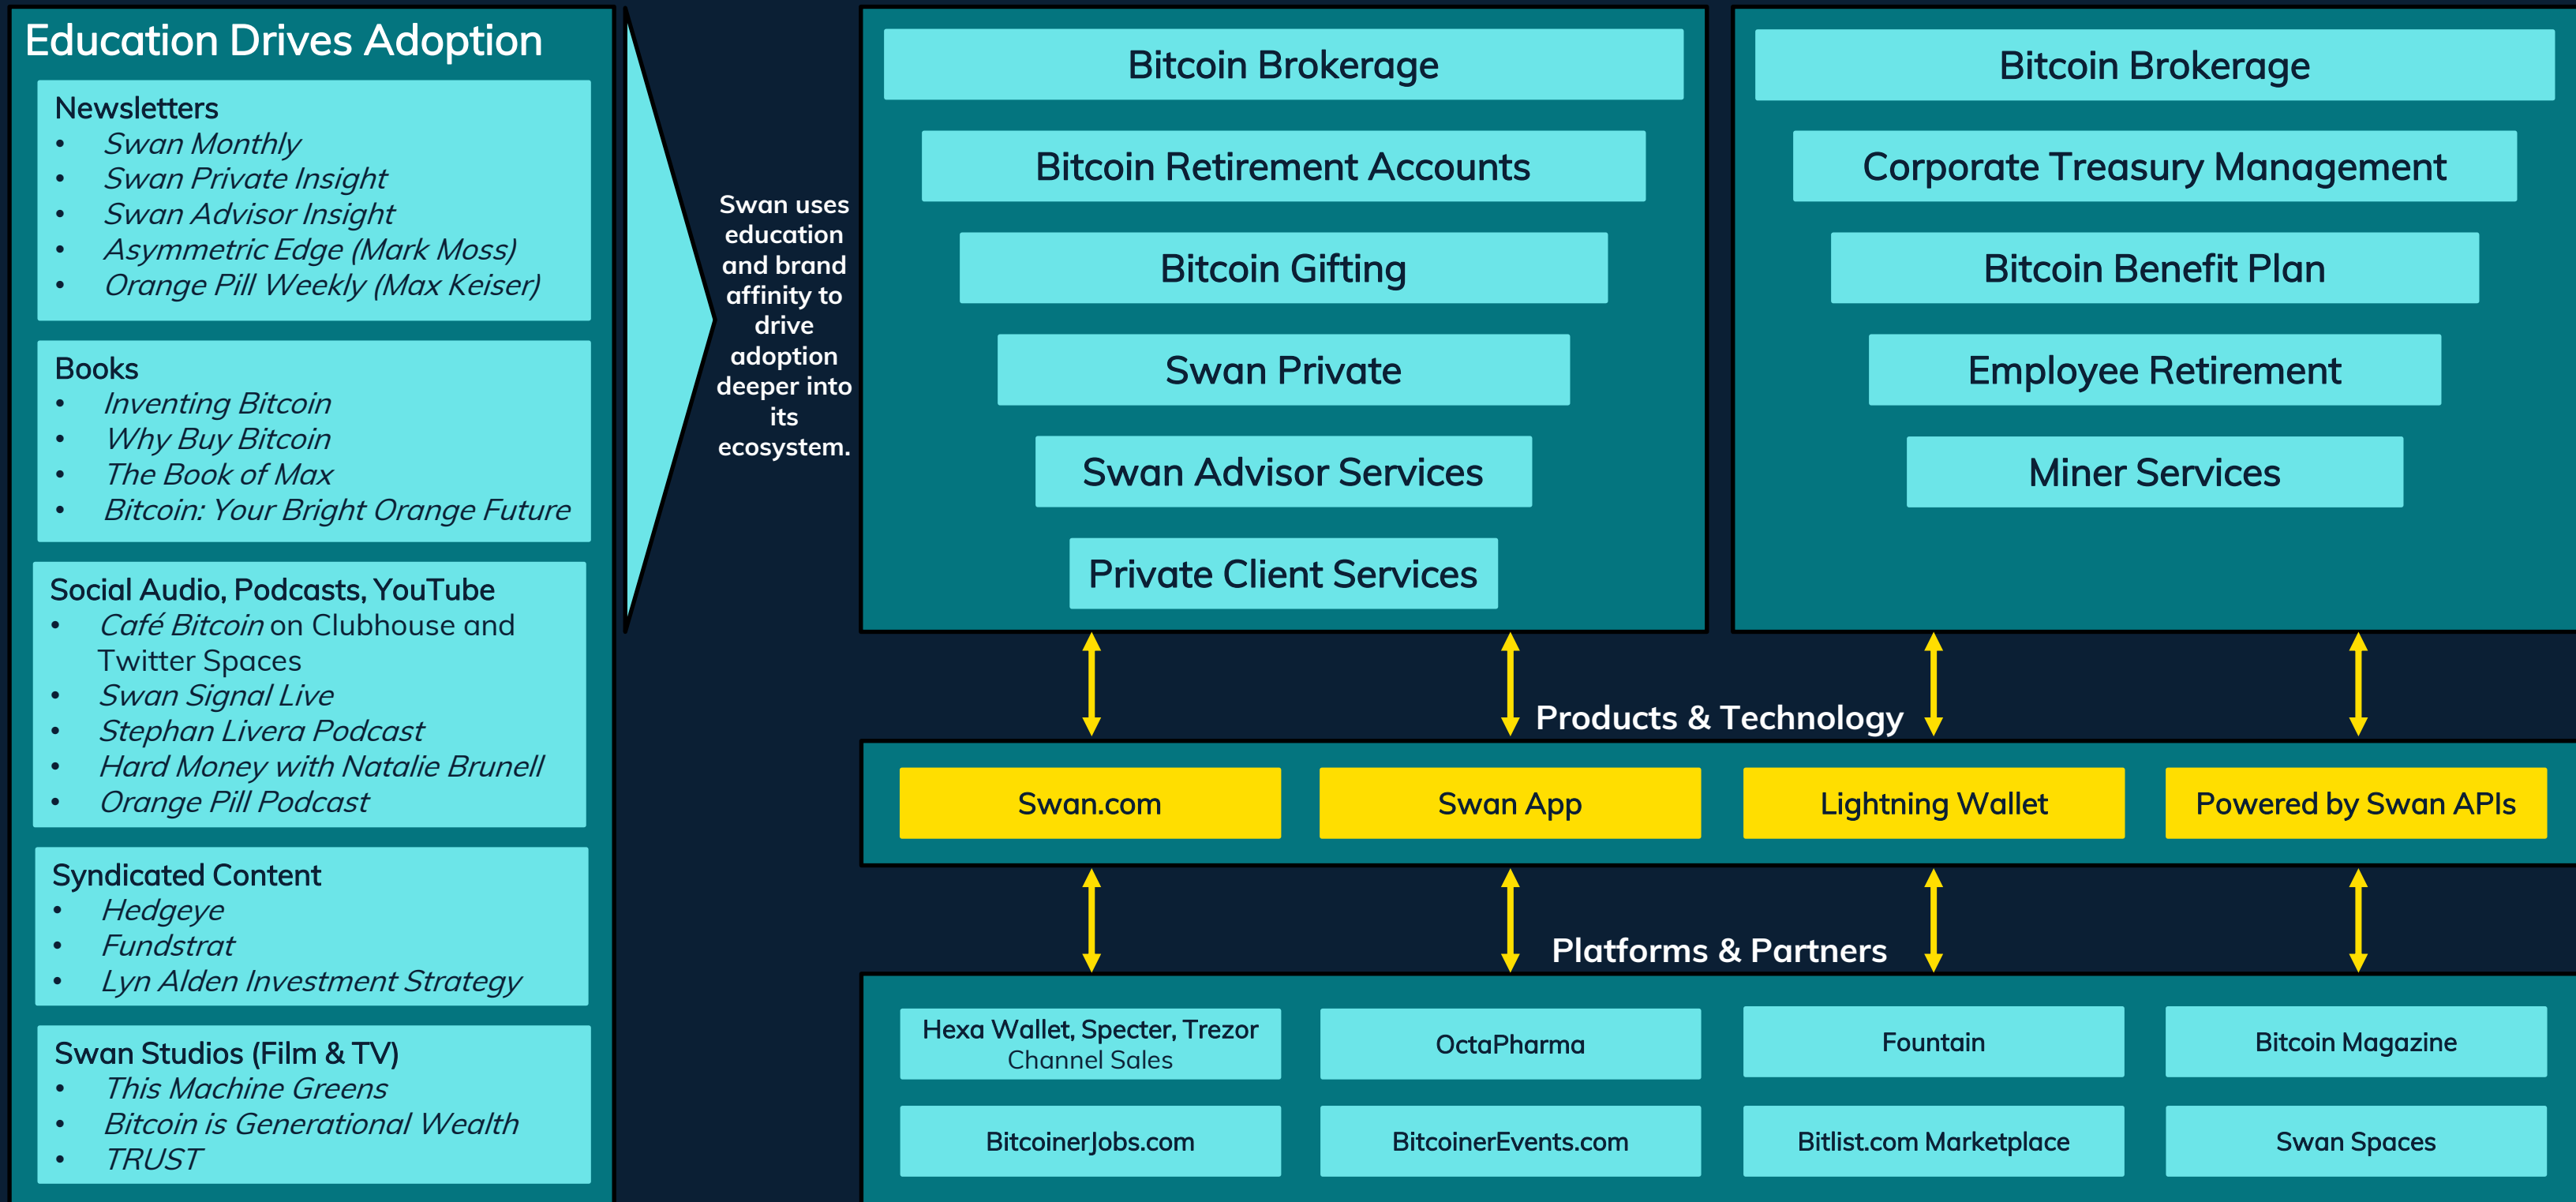 Education Drives Adoption
Newsletters
• Swan Monthly
• Swan Private Insight
• Swan Advisor Insight
• Asymmetric Edge (Mark Moss)
• Orange Pill Weekly (Max Keiser)
Books
• Inventing Bitcoin
• Why Buy Bitcoin
• The Book of Max
• Bitcoin: Your Bright Orange Future
Social Audio, Podcasts, YouTube
• Café Bitcoin on Clubhouse and
Twitter Spaces
• Swan Signal Live
• Stephan Livera Podcast
• Hard Money with Natalie Brunell
• Orange Pill Podcast
Syndicated Content
• Hedgeye
• Fundstrat
• Lyn Alden Investment Strategy
Swan Studios (Film & TV)
• This Machine Greens
• Bitcoin is Generational Wealth
• TRUST
Swan uses
education
and brand
affinity to
drive
adoption
deeper into
its
ecosystem.
Bitcoin Brokerage
Bitcoin Retirement Accounts
Bitcoin Gifting
Swan Private
Swan Advisor Services
Private Client Services
Bitcoin Brokerage
Corporate Treasury Management
Bitcoin Benefit Plan
Employee Retirement
Miner Services
Products & Technology
Swan.com
Swan App
Lightning Wallet
Powered by Swan APIs
Platforms & Partners
Hexa Wallet, Specter, Trezor
Channel Sales
OctaPharma
Fountain
Bitcoin Magazine
BitcoinerJobs.com
BitcoinerEvents.com
Bitlist.com Marketplace
Swan Spaces